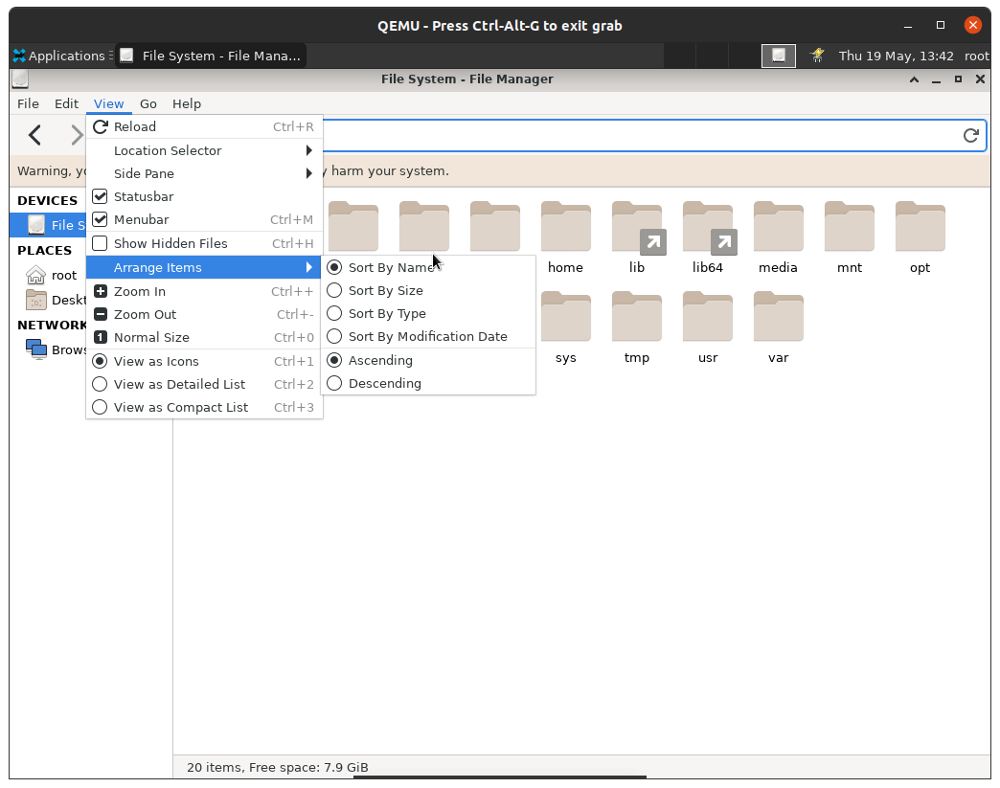 QEMU - Press Ctrl-Alt-G to exit grab
Applications File System - File Mana... Thu 19 May, 13:42 root
File System - File Manager
File Edit View Go Help
Reload Ctrl+R
Location Selector
Side Pane
Statusbar
Menubar Ctrl+M
Show Hidden Files Ctrl+H
Arrange Items
Zoom In Ctrl++
Zoom Out Ctrl+-
Normal Size Ctrl+0
View as Icons Ctrl+1
View as Detailed List Ctrl+2
View as Compact List Ctrl+3
Sort By Name
Sort By Size
Sort By Type
Sort By Modification Date
Ascending
Descending
Warning, harm your system.
DEVICES
File S
PLACES
root
Deskt
NETWORK
Brows
home lib lib64 media mnt opt
sys tmp usr var
20 items, Free space: 7.9 GiB